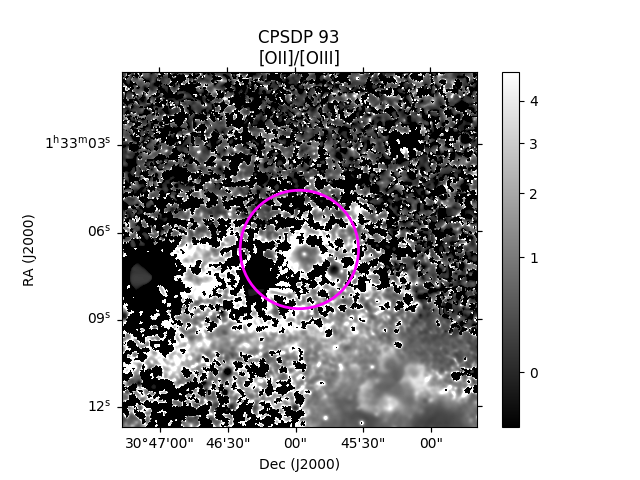 CPSDP 93
[OII]/[OIII]
1ʰ33ᵐ03ˢ
06ˢ
09ˢ
12ˢ
RA (J2000)
30°47'00" 46'30" 00" 45'30" 00"
Dec (J2000)
4
3
2
1
0